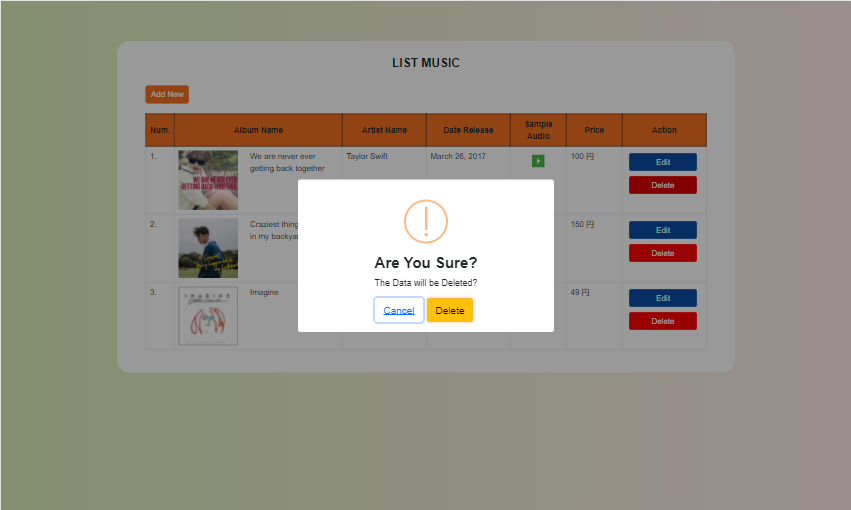 LIST MUSIC
Add New
Num.
Album Name
Artist Name
Date Release
Sample
Audio
Price
Action
1.
We are never ever
getting back together
Taylor Swift
March 26, 2017
100 円
Edit
Delete
WE ARE NEVER EVER
GETTING BACK TOGETHER
2.
Craziest thing
in my backya
150 円
Edit
Delete
3.
IMAGINE
Imagine
49 円
Edit
Delete
Are You Sure?
The Data will be Deleted?
Cancel
Delete